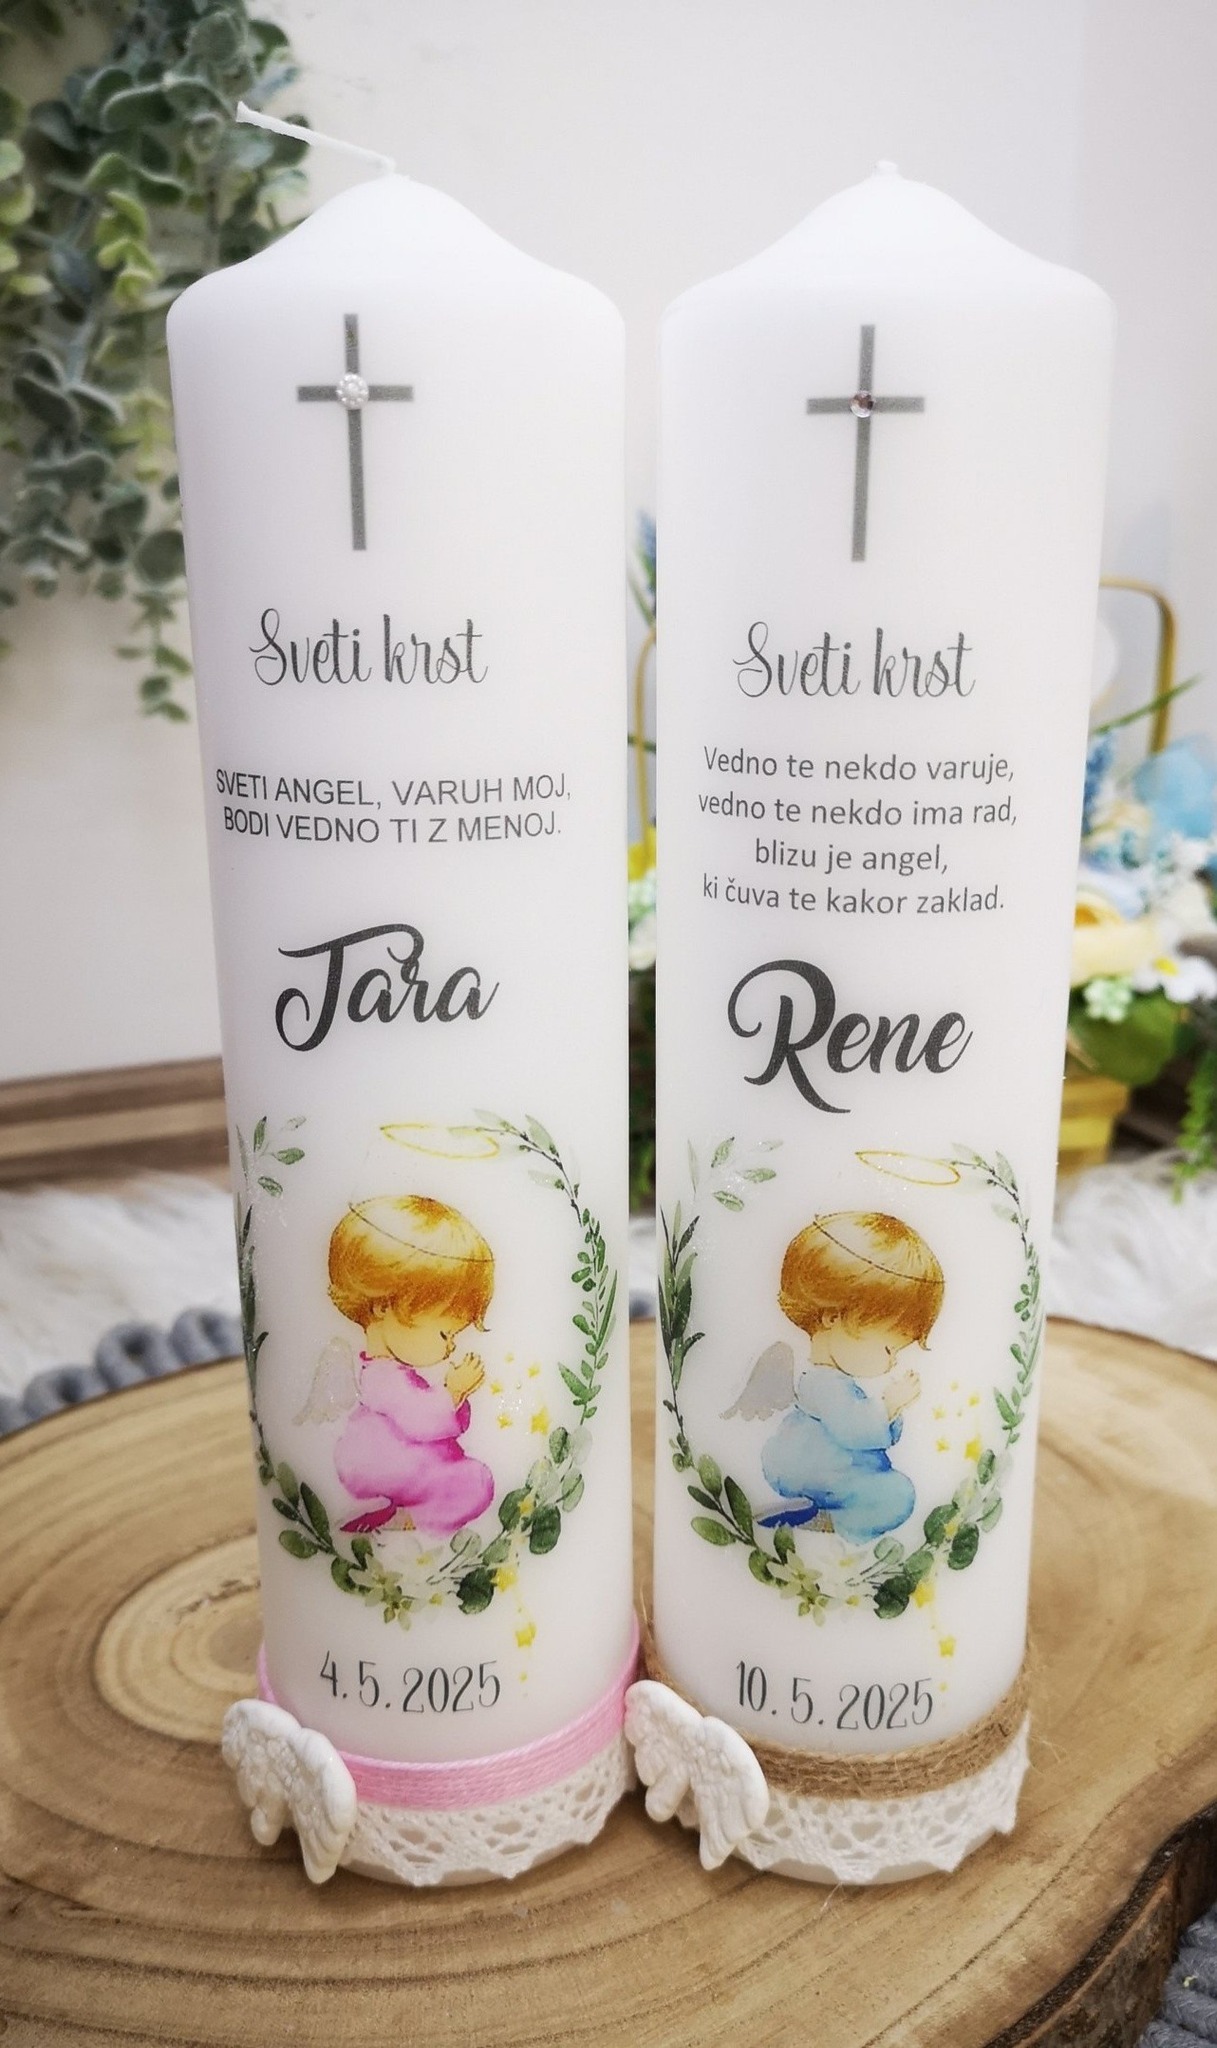 Sveti krst
SVETI ANGEL, VARUH MOJ,
BODI VEDNO TI Z MENOJ.
Tara
4.5.2025
Sveti krst
Vedno te nekdo varuje,
vedno te nekdo ima rad,
blizu je angel,
ki čuva te kakor zaklad.
Rene
10.5.2025